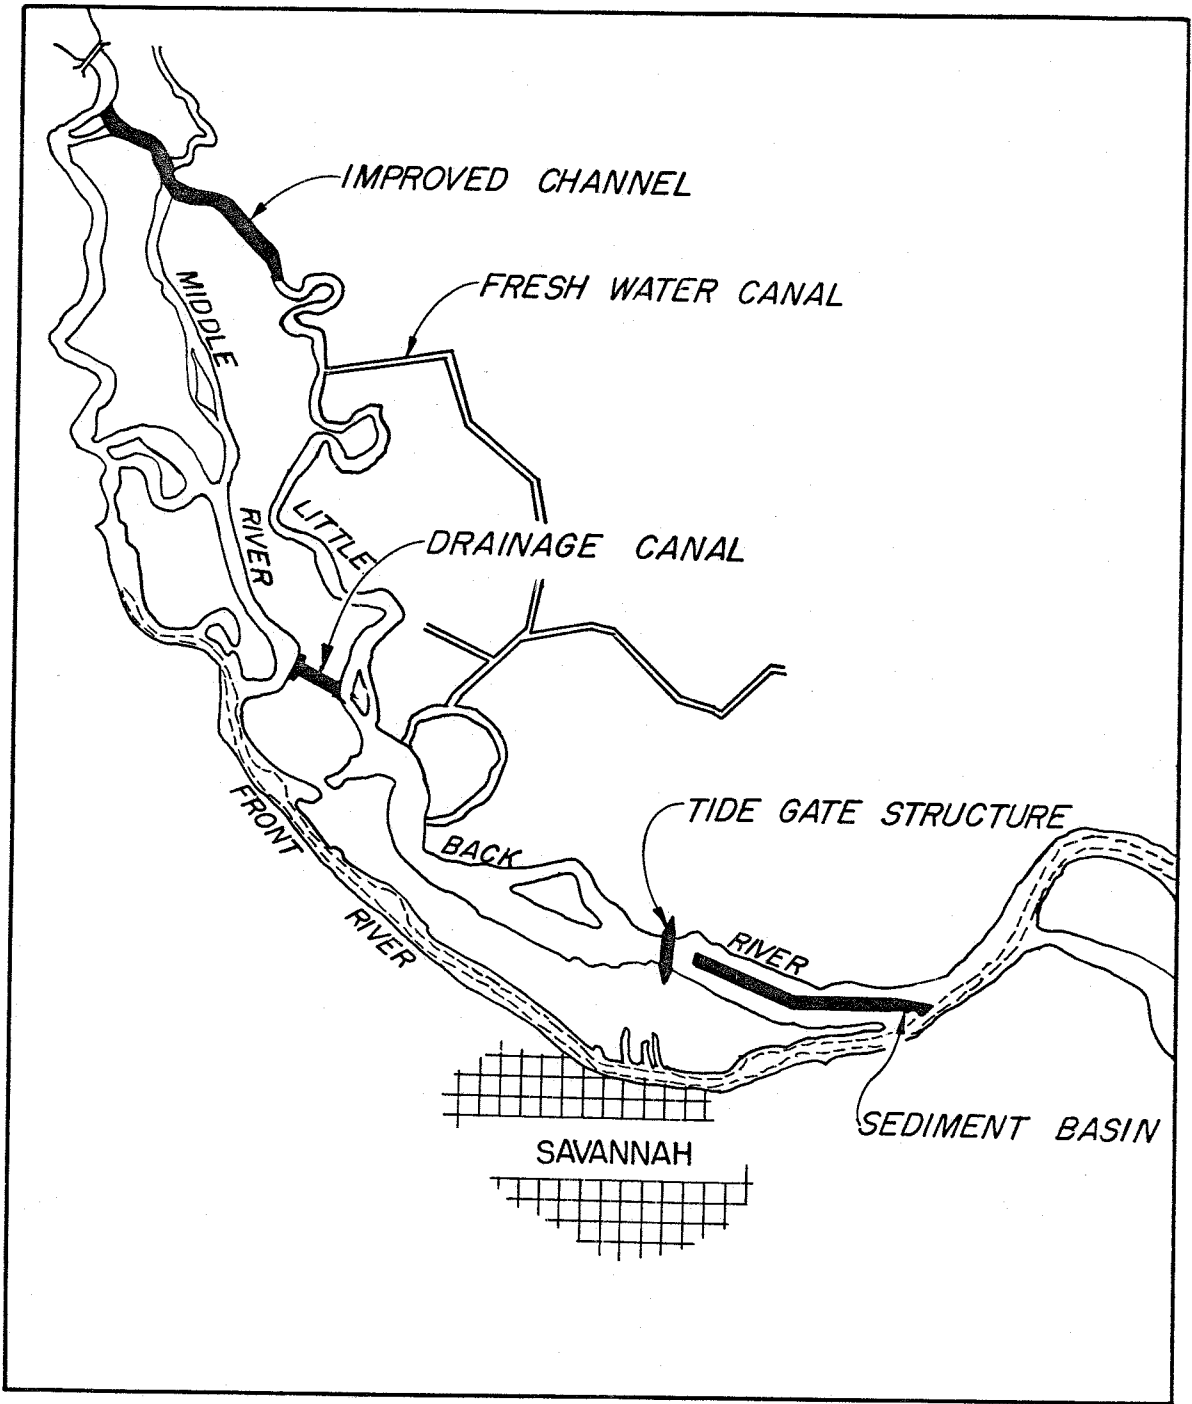 IMPROVED CHANNEL
FRESH WATER CANAL
MIDDLE
RIVER
LITTLE
DRAINAGE CANAL
FRONT
RIVER
BACK
RIVER
TIDE GATE STRUCTURE
SEDIMENT BASIN
SAVANNAH